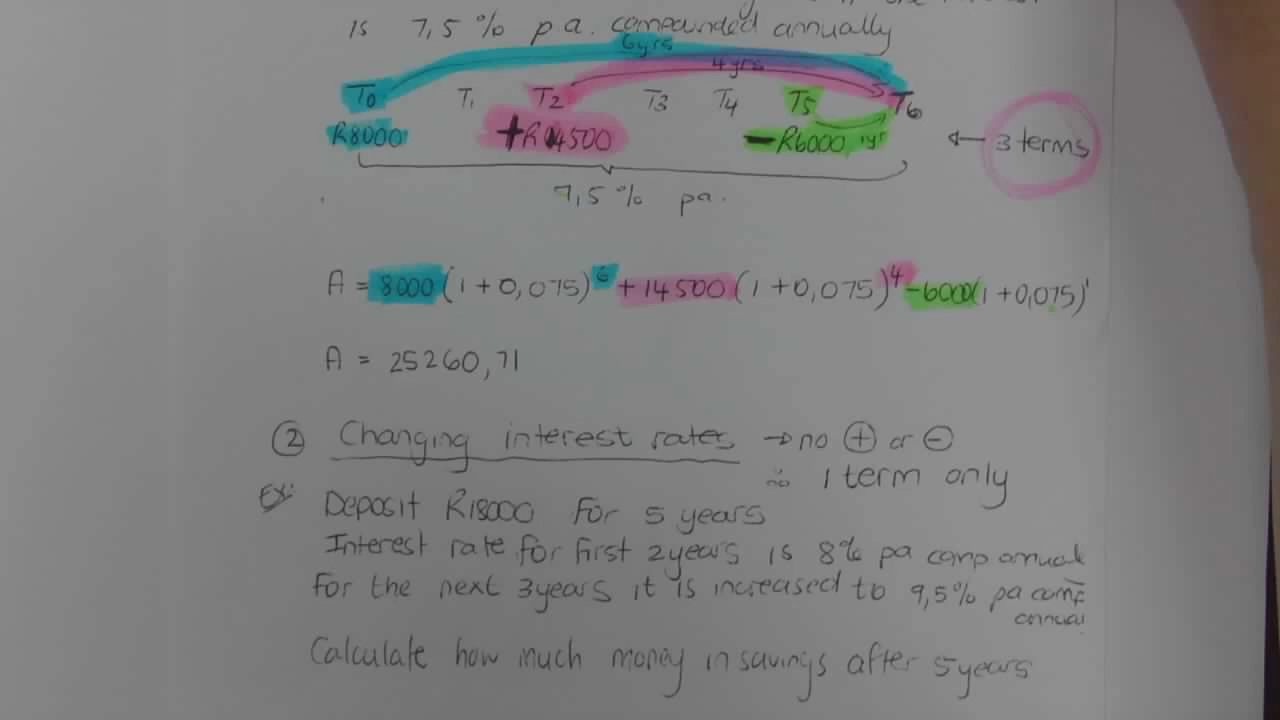 is 7,5% pa. compounded annually
6yrs
4yrs
T0 T1 T2 T3 T4 T5 T6
R8000 +R14500 -R6000 1yr ← 3 terms
7,5% pa.
A = 8000(1+0,075)^6 +14500(1+0,075)^4 -6000(1+0,075)^1
A = 25260,71
② Changing interest rates → no ⊕ or ⊖
∴ 1 term only
Ex: Deposit R18000 for 5 years
Interest rate for first 2 years is 8% pa comp annual
for the next 3 years it is increased to 9,5% pa comp
annual
Calculate how much money in savings after 5 years